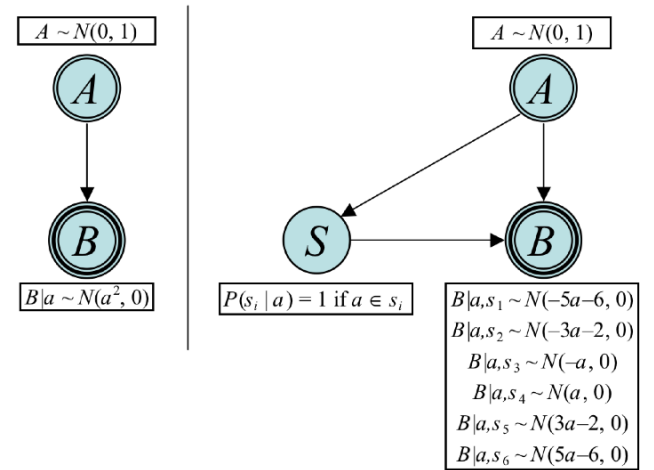 A ~ N(0, 1)
A
B
B|a ~ N(a², 0)
A ~ N(0, 1)
A
S
B
P(sᵢ | a) = 1 if a ∈ sᵢ
B|a,s₁ ~ N(–5a–6, 0)
B|a,s₂ ~ N(–3a–2, 0)
B|a,s₃ ~ N(–a, 0)
B|a,s₄ ~ N(a, 0)
B|a,s₅ ~ N(3a–2, 0)
B|a,s₆ ~ N(5a–6, 0)